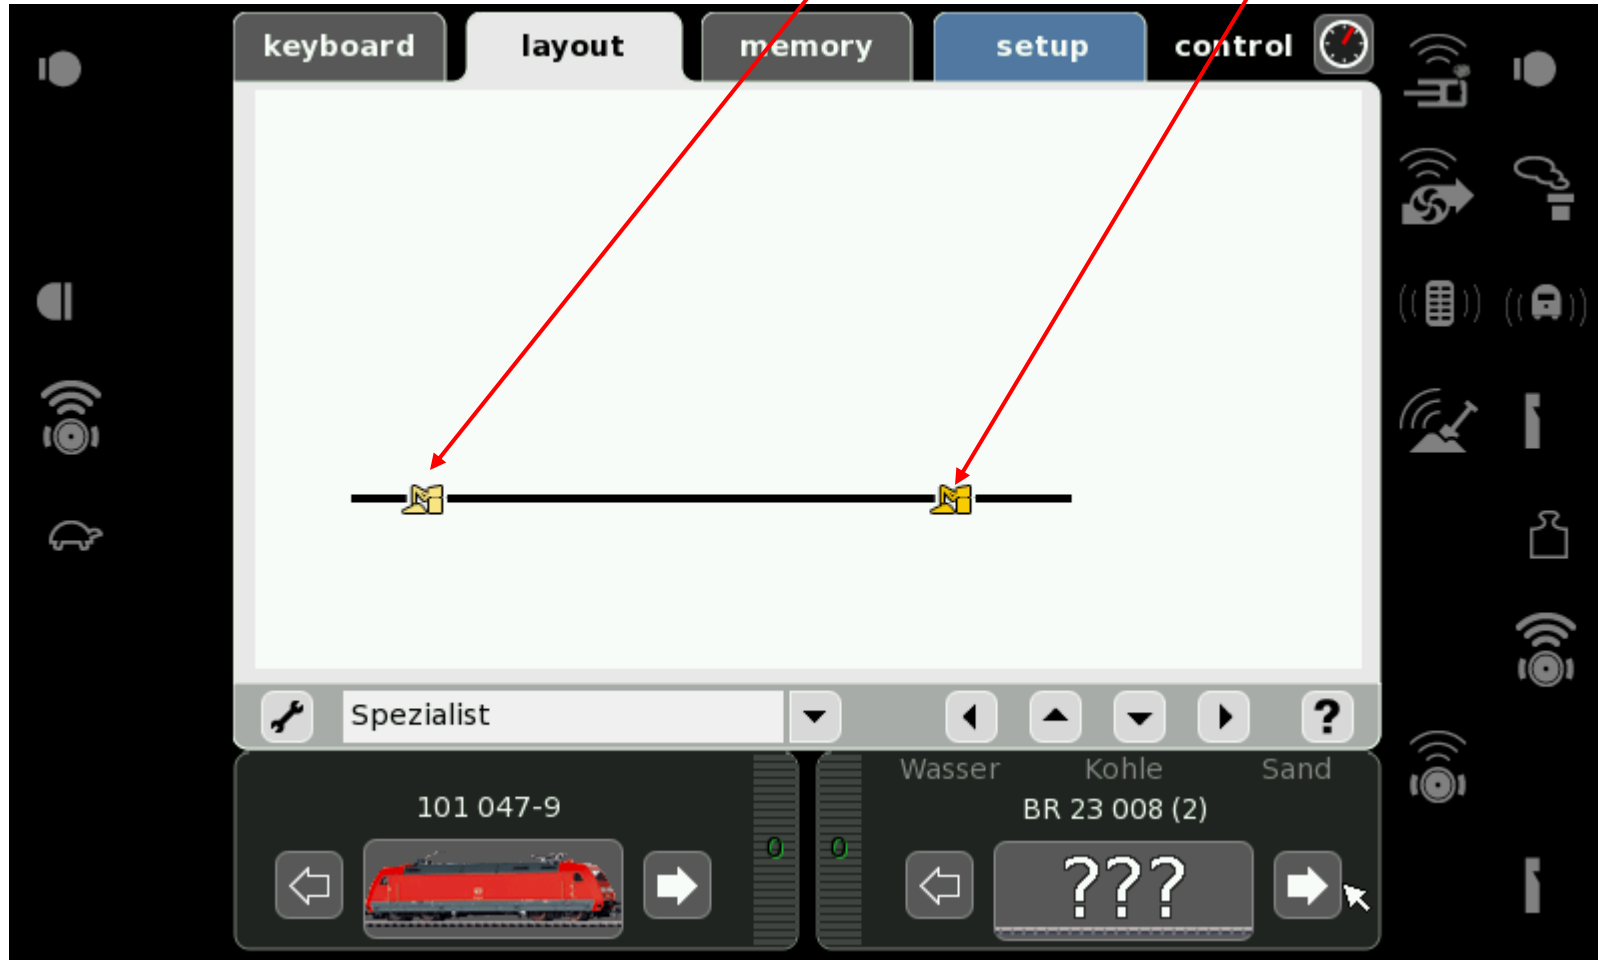 keyboard
layout
memory
setup
control
Spezialist
?
101 047-9
0
0
Wasser Kohle Sand
BR 23 008 (2)
???